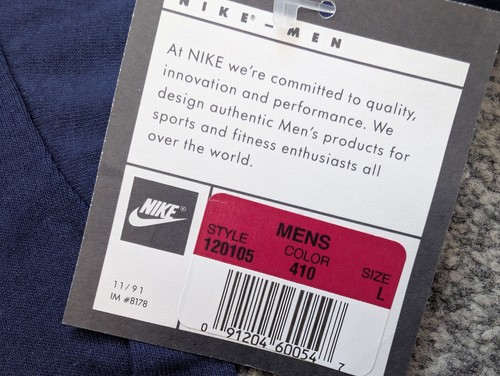 NIKE® - MEN
At NIKE we're committed to quality,
innovation and performance. We
design authentic Men's products for
sports and fitness enthusiasts all
over the world.
NIKE®
11/91
IM #8178
MENS
STYLE COLOR SIZE
120105 410 L
0 91204 60054 7